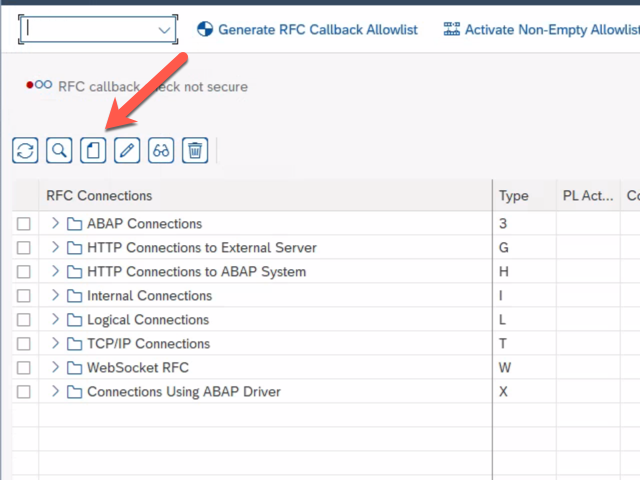 Generate RFC Callback Allowlist Activate Non-Empty Allowlist
RFC callback check not secure
RFC Connections Type PL Act... Co
ABAP Connections 3
HTTP Connections to External Server G
HTTP Connections to ABAP System H
Internal Connections I
Logical Connections L
TCP/IP Connections T
WebSocket RFC W
Connections Using ABAP Driver X